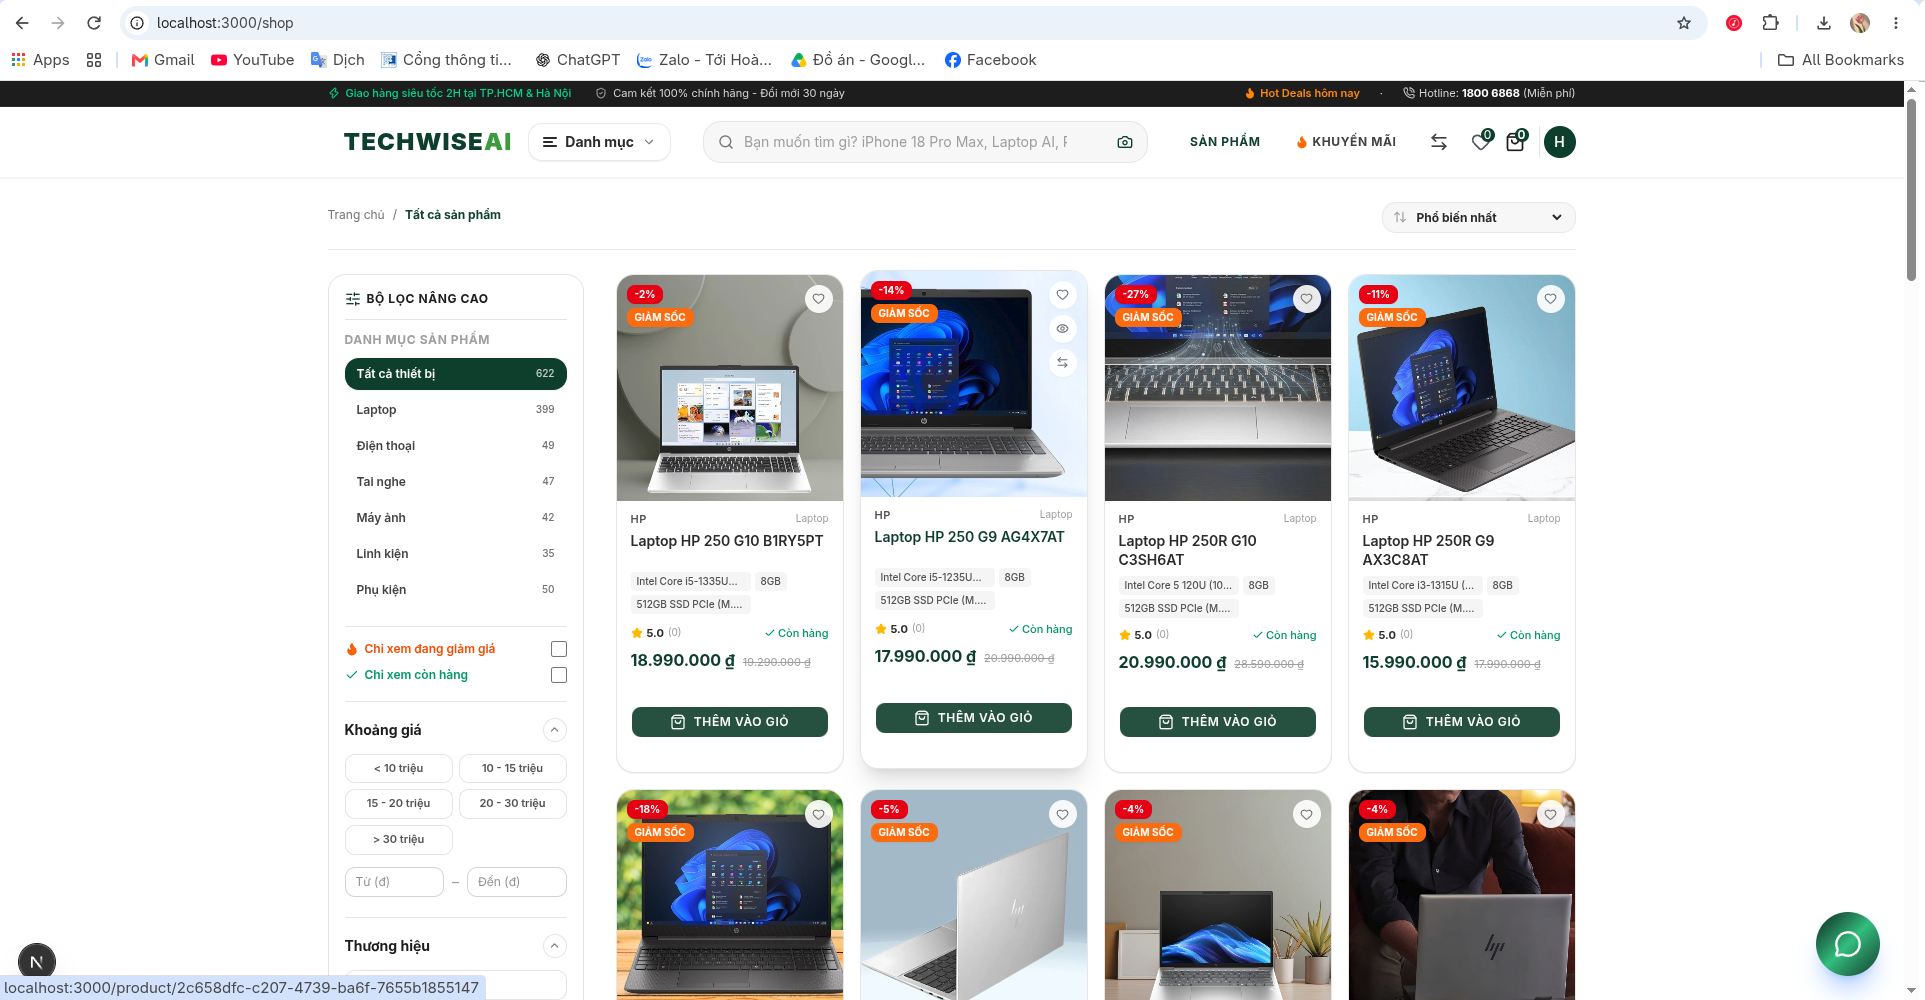 localhost:3000/shop
Apps
Gmail
YouTube
Dịch
Cổng thông ti...
ChatGPT
Zalo - Tới Hoà...
Đồ án - Googl...
Facebook
All Bookmarks
Giao hàng siêu tốc 2H tại TP.HCM & Hà Nội
Cam kết 100% chính hãng - Đổi mới 30 ngày
Hot Deals hôm nay
·
Hotline: 1800 6868 (Miễn phí)
TECHWISEAI
Danh mục
Bạn muốn tìm gì? iPhone 18 Pro Max, Laptop AI, F
SẢN PHẨM
KHUYẾN MÃI
0
0
H
Trang chủ / Tất cả sản phẩm
Phổ biến nhất
BỘ LỌC NÂNG CAO
DANH MỤC SẢN PHẨM
Tất cả thiết bị 622
Laptop 399
Điện thoại 49
Tai nghe 47
Máy ảnh 42
Linh kiện 35
Phụ kiện 50
Chỉ xem đang giảm giá
Chỉ xem còn hàng
Khoảng giá
< 10 triệu
10 - 15 triệu
15 - 20 triệu
20 - 30 triệu
> 30 triệu
Từ (đ) – Đến (đ)
Thương hiệu
-2%
GIẢM SỐC
HP Laptop
Laptop HP 250 G10 B1RY5PT
Intel Core i5-1335U... 8GB
512GB SSD PCIe (M....
5.0 (0) Còn hàng
18.990.000 ₫ 19.290.000 ₫
THÊM VÀO GIỎ
-14%
GIẢM SỐC
HP Laptop
Laptop HP 250 G9 AG4X7AT
Intel Core i5-1235U... 8GB
512GB SSD PCIe (M....
5.0 (0) Còn hàng
17.990.000 ₫ 20.990.000 ₫
THÊM VÀO GIỎ
-27%
GIẢM SỐC
HP Laptop
Laptop HP 250R G10
C3SH6AT
Intel Core 5 120U (10... 8GB
512GB SSD PCIe (M....
5.0 (0) Còn hàng
20.990.000 ₫ 28.590.000 ₫
THÊM VÀO GIỎ
-11%
GIẢM SỐC
HP Laptop
Laptop HP 250R G9
AX3C8AT
Intel Core i3-1315U (... 8GB
512GB SSD PCIe (M....
5.0 (0) Còn hàng
15.990.000 ₫ 17.990.000 ₫
THÊM VÀO GIỎ
-18%
GIẢM SỐC
-5%
GIẢM SỐC
-4%
GIẢM SỐC
-4%
GIẢM SỐC
hp
N
localhost:3000/product/2c658dfc-c207-4739-ba6f-7655b1855147